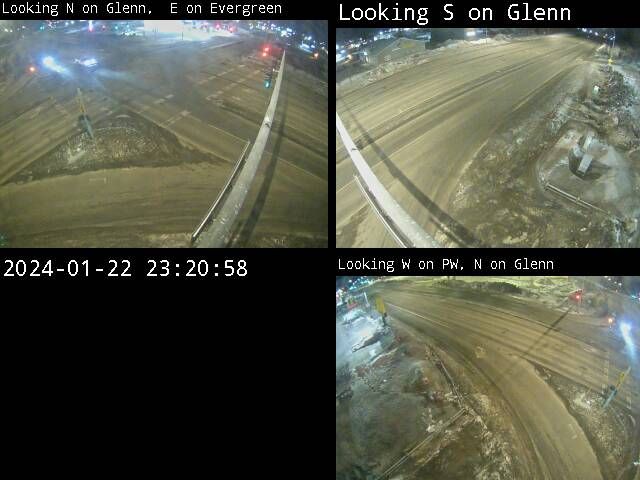 Looking N on Glenn,  E on Evergreen
Looking S on Glenn
2024-01-22 23:20:58
Looking W on PW, N on Glenn